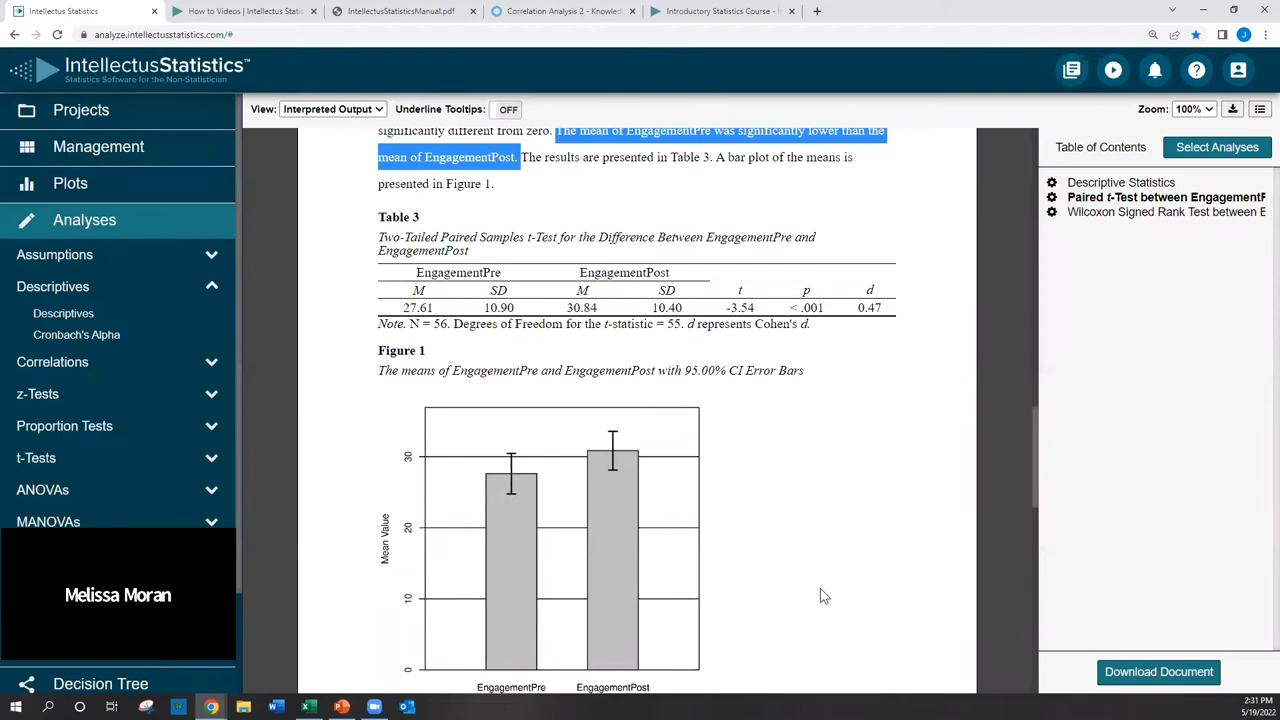 Intellectus Statistics
How to Videos | Intellectus Stati
IntellectusStatisticsManual.pdf
Correlation Analysis 2 - Knowled
Introductory Statistics Course - I
analyze.intellectusstatistics.com/#
J
IntellectusStatistics™
Statistics Software for the Non-Statistician
Projects
Management
Plots
Analyses
Assumptions
Descriptives
Descriptives
Cronbach's Alpha
Correlations
z-Tests
Proportion Tests
t-Tests
ANOVAs
MANOVAs
Melissa Moran
Decision Tree
View: Interpreted Output Underline Tooltips: OFF
Zoom: 100%
significantly different from zero. The mean of EngagementPre was significantly lower than the
mean of EngagementPost. The results are presented in Table 3. A bar plot of the means is
presented in Figure 1.
Table 3
Two-Tailed Paired Samples t-Test for the Difference Between EngagementPre and
EngagementPost
EngagementPre EngagementPost
M SD M SD t p d
27.61 10.90 30.84 10.40 -3.54 < .001 0.47
Note. N = 56. Degrees of Freedom for the t-statistic = 55. d represents Cohen's d.
Figure 1
The means of EngagementPre and EngagementPost with 95.00% CI Error Bars
Mean Value
30
20
10
0
EngagementPre EngagementPost
Table of Contents Select Analyses
Descriptive Statistics
Paired t-Test between EngagementP
Wilcoxon Signed Rank Test between E
Download Document
2:31 PM
5/19/2022